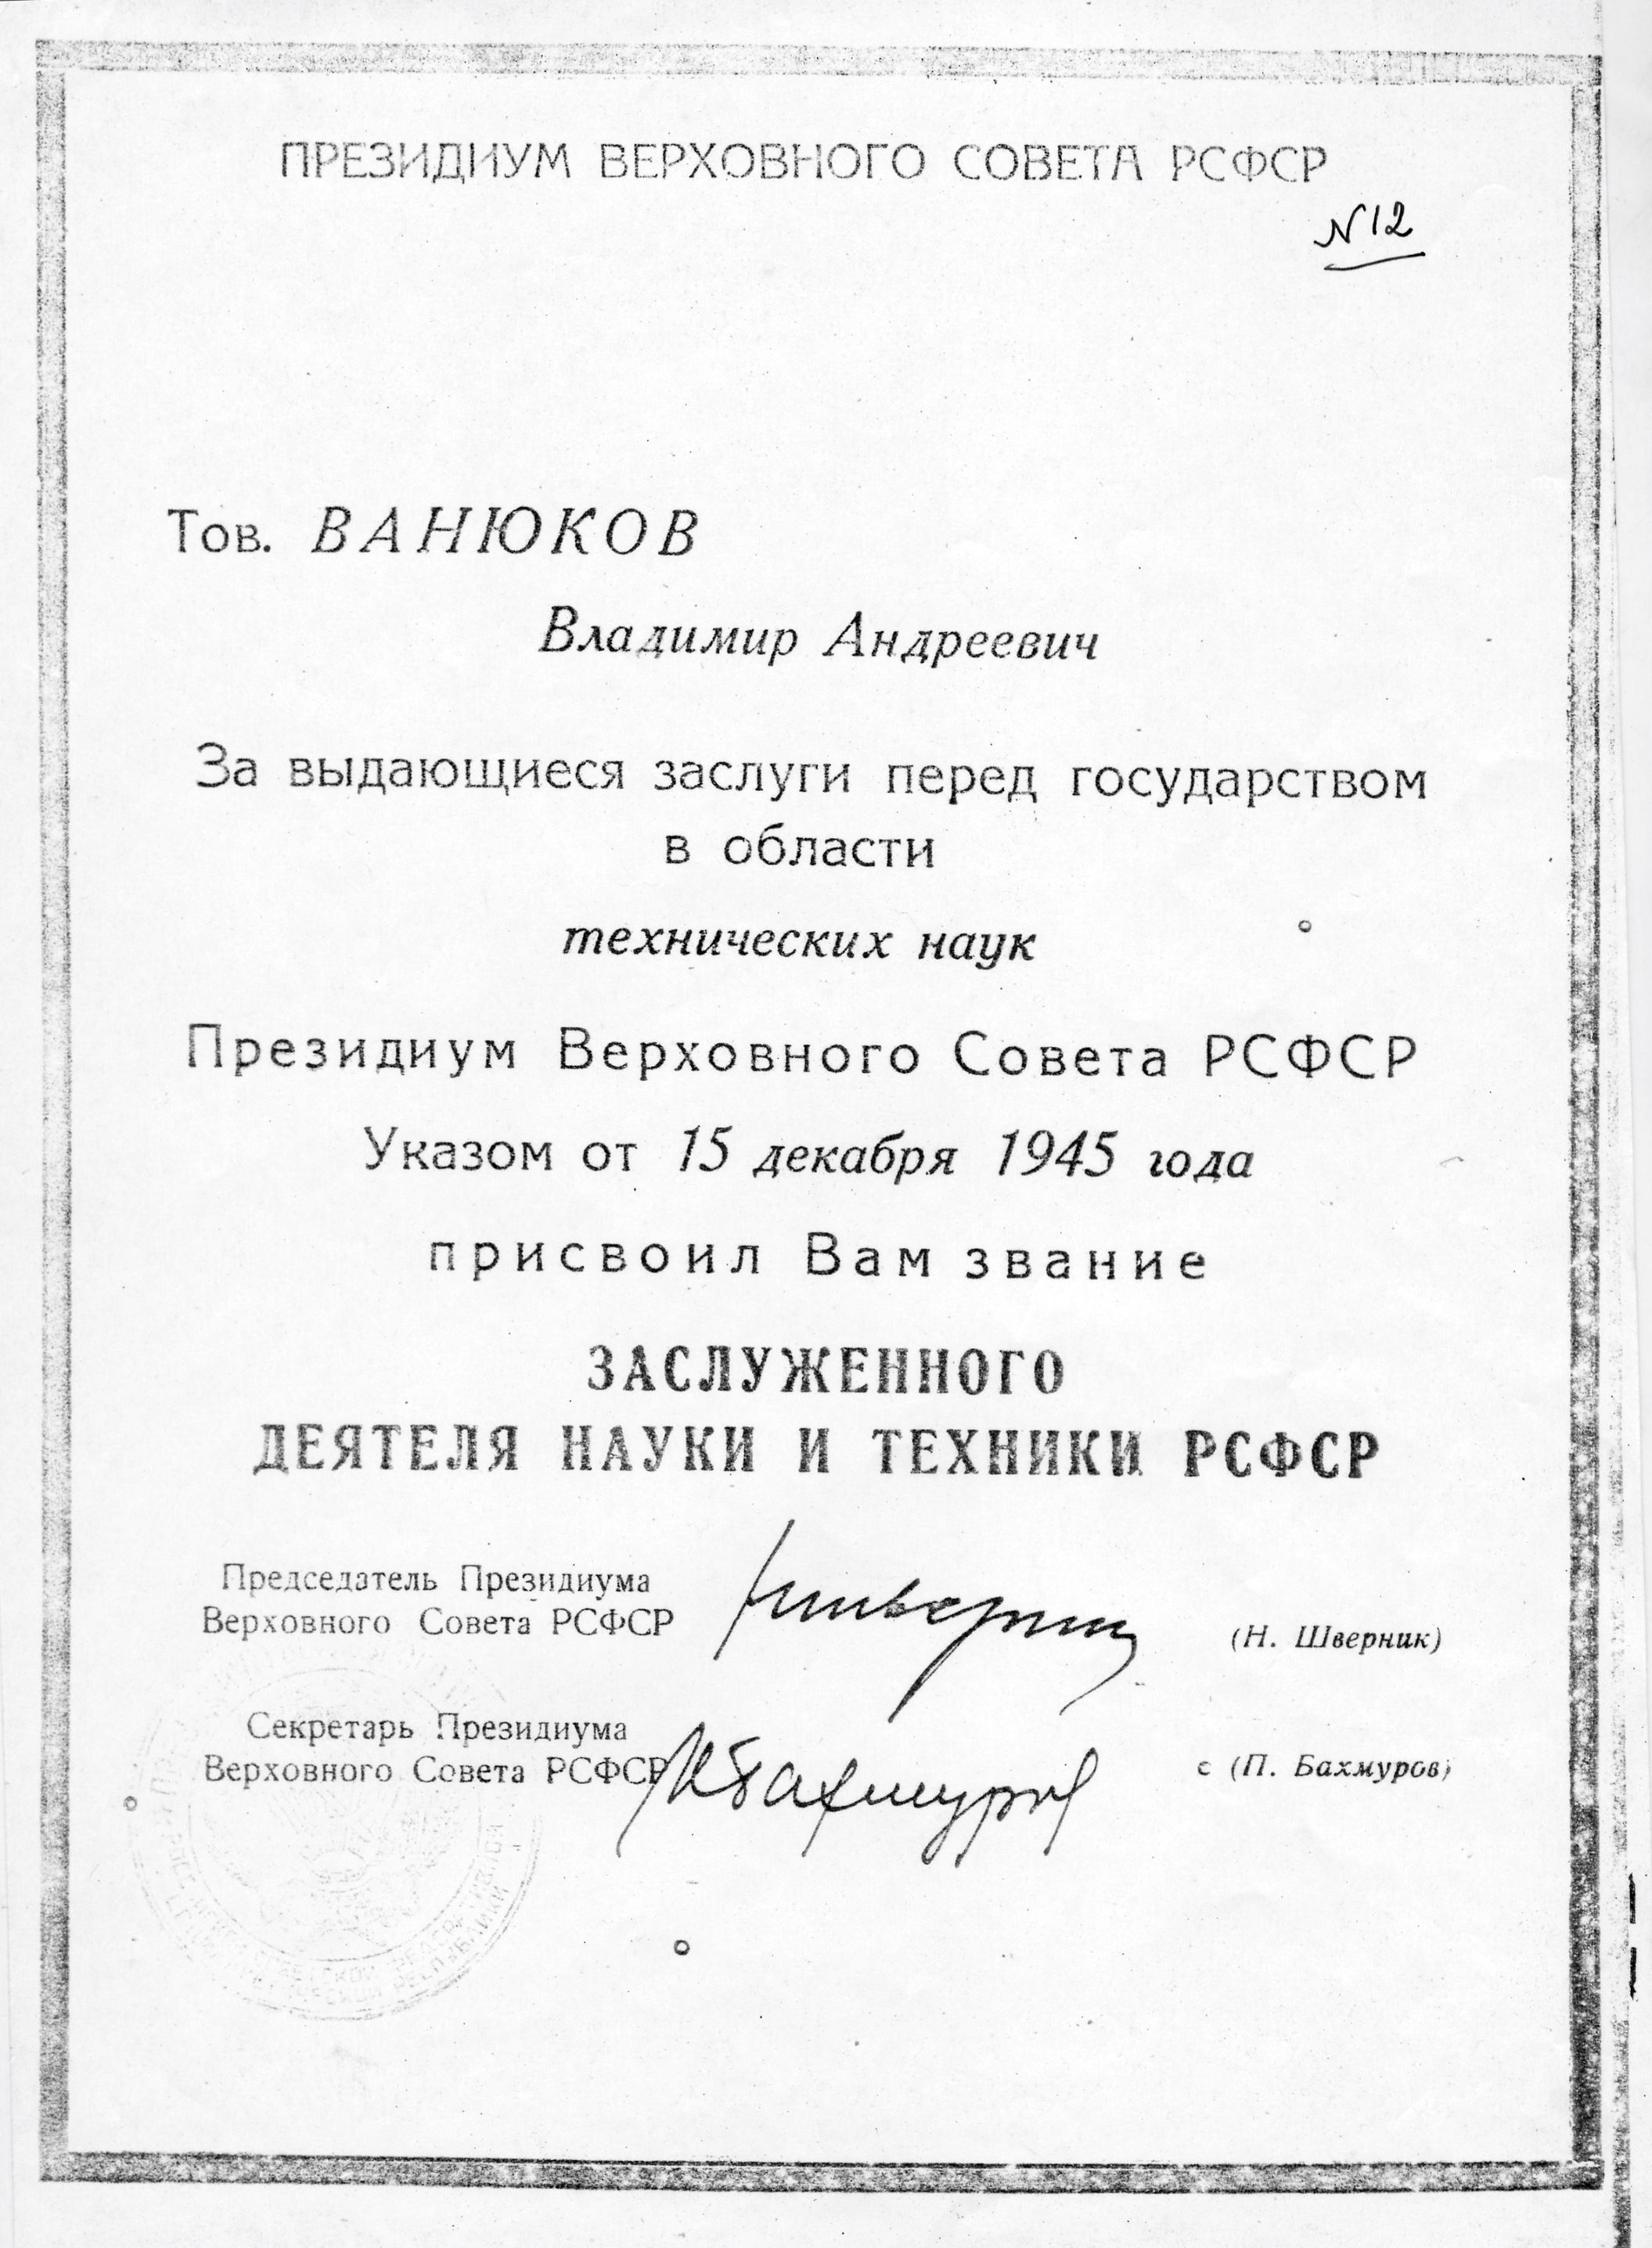 ПРЕЗИДИУМ ВЕРХОВНОГО СОВЕТА РСФСР
N12
Тов. ВАНЮКОВ
Владимир Андреевич
За выдающиеся заслуги перед государством
в области
технических наук
Президиум Верховного Совета РСФСР
Указом от 15 декабря 1945 года
присвоил Вам звание
ЗАСЛУЖЕННОГО
ДЕЯТЕЛЯ НАУКИ И ТЕХНИКИ РСФСР
Председатель Президиума
Верховного Совета РСФСР
(Н. Шверник)
Секретарь Президиума
Верховного Совета РСФСР
с (П. Бахмуров)